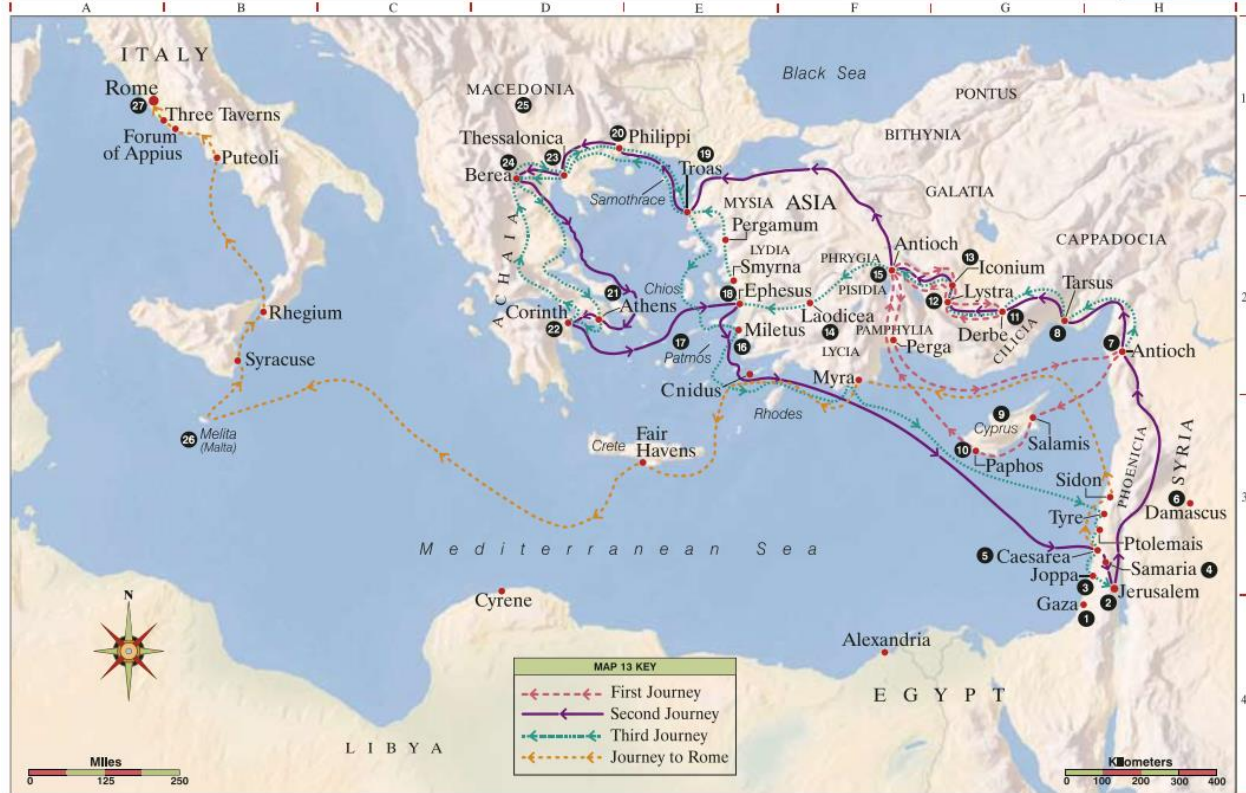 A B C D E F G H
1
2
3
4
ITALY
Rome
27
Three Taverns
Forum
of Appius
Puteoli
Rhegium
Syracuse
26
Melita
(Malta)
MACEDONIA
25
Thessalonica
20
Philippi
19
Troas
24
23
Berea
Samothrace
ACHAIA
21
Athens
Corinth
22
Chios
17
Patmos
Black Sea
PONTUS
BITHYNIA
GALATIA
CAPPADOCIA
MYSIA
ASIA
Pergamum
LYDIA
Smyrna
18
Ephesus
Miletus
16
Cnidus
Rhodes
PHRYGIA
Antioch
15
PISIDIA
13
Iconium
12
Lystra
Derbe
11
CILICIA
Tarsus
8
Laodicea
14
PAMPHYLIA
Perga
LYCIA
Myra
7
Antioch
9
Cyprus
Salamis
10
Paphos
Crete
Fair
Havens
Mediterranean Sea
SYRIA
PHOENICIA
Sidon
6
Damascus
Tyre
Ptolemais
5
Caesarea
Samaria
4
Joppa
3
Jerusalem
2
Gaza
1
Cyrene
Alexandria
EGYPT
LIBYA
N
MAP 13 KEY
First Journey
Second Journey
Third Journey
Journey to Rome
MIles
0 125 250
0 100 200 300 400